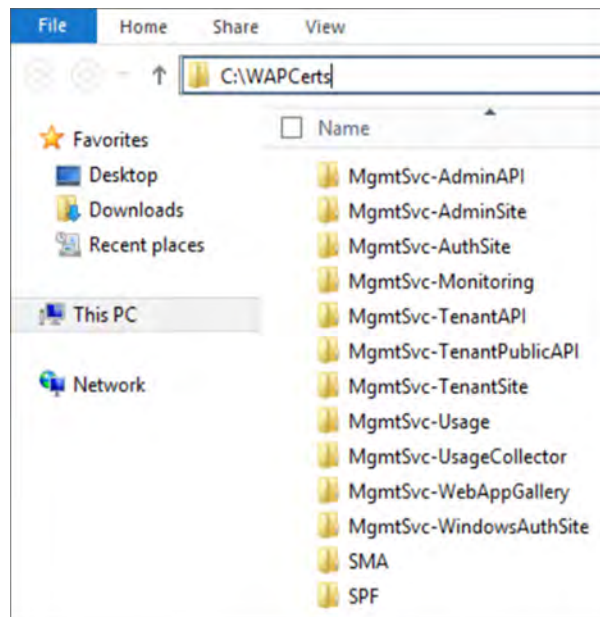 File Home Share View
C:\WAPCerts
Favorites
Desktop
Downloads
Recent places
This PC
Network
Name
MgmtSvc-AdminAPI
MgmtSvc-AdminSite
MgmtSvc-AuthSite
MgmtSvc-Monitoring
MgmtSvc-TenantAPI
MgmtSvc-TenantPublicAPI
MgmtSvc-TenantSite
MgmtSvc-Usage
MgmtSvc-UsageCollector
MgmtSvc-WebAppGallery
MgmtSvc-WindowsAuthSite
SMA
SPF